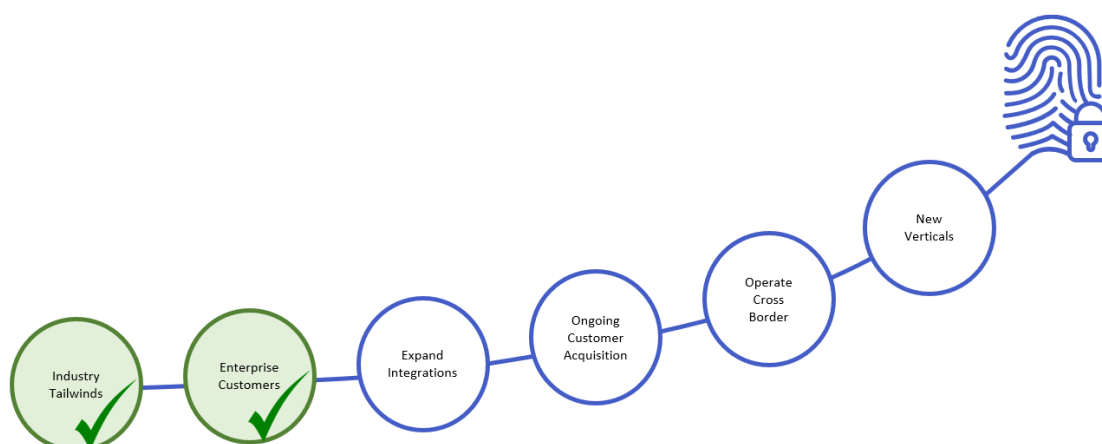 Industry
Tailwinds
Enterprise
Customers
Expand
Integrations
Ongoing
Customer
Acquisition
Operate
Cross
Border
New
Verticals